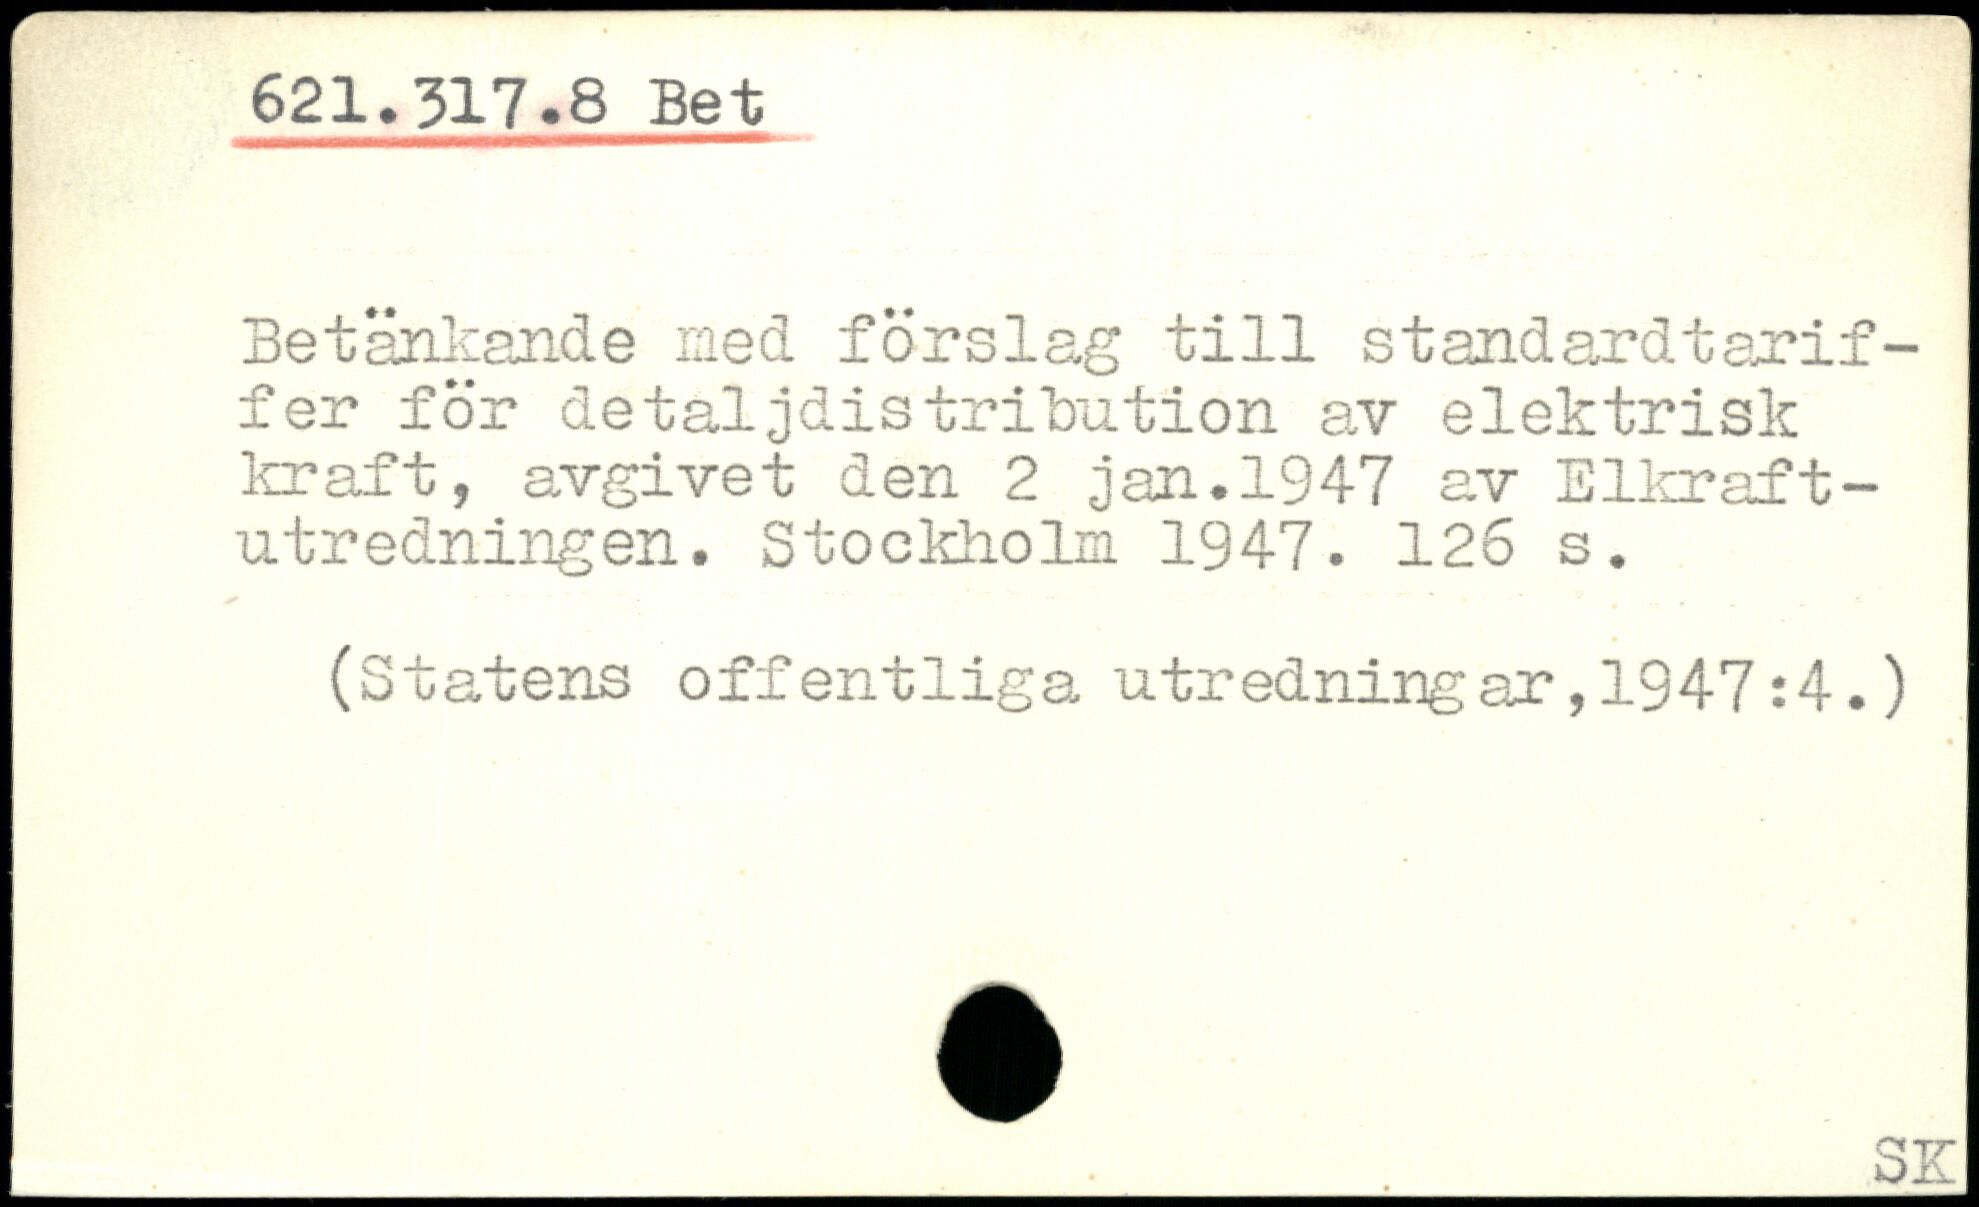 621.317.8 Bet
Betänkande med förslag till standardtarif-
fer för detaljdistribution av elektrisk
kraft, avgivet den 2 jan.1947 av Elkraft-
utredningen. Stockholm 1947. 126 s.
(Statens offentliga utredningar,1947:4.)
SK